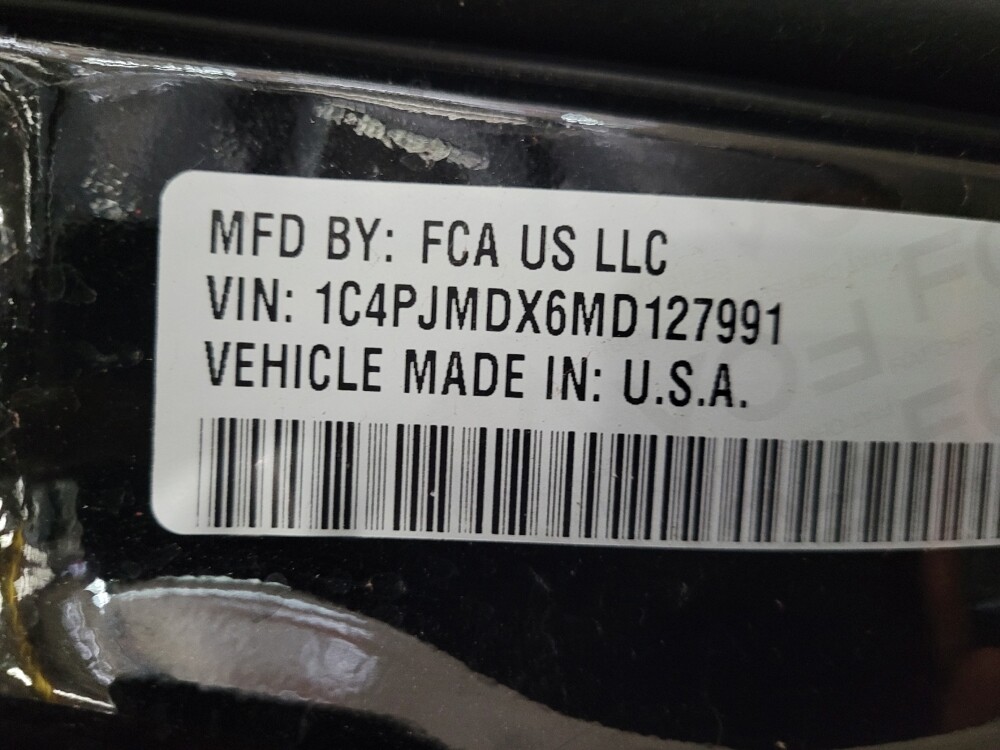 MFD BY: FCA US LLC
VIN: 1C4PJMDX6MD127991
VEHICLE MADE IN: U.S.A.